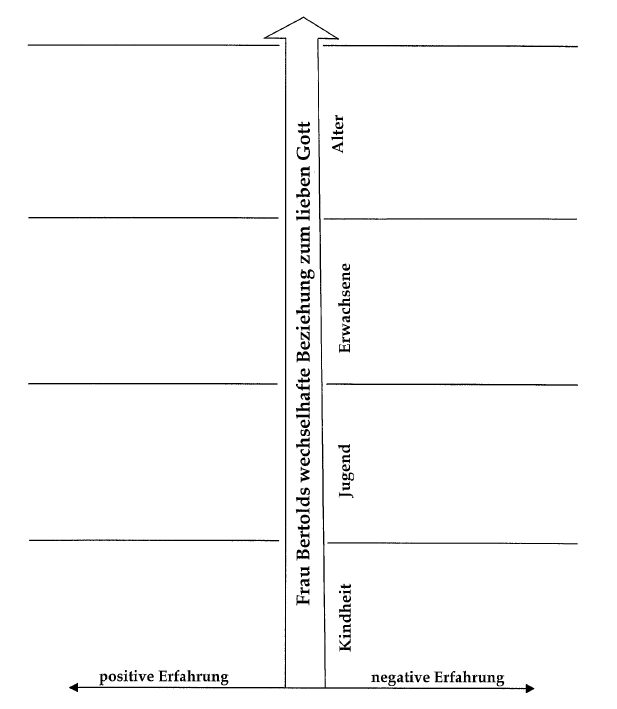 Frau Bertolds wechselhafte Beziehung zum lieben Gott
Alter
Erwachsene
Jugend
Kindheit
positive Erfahrung
negative Erfahrung